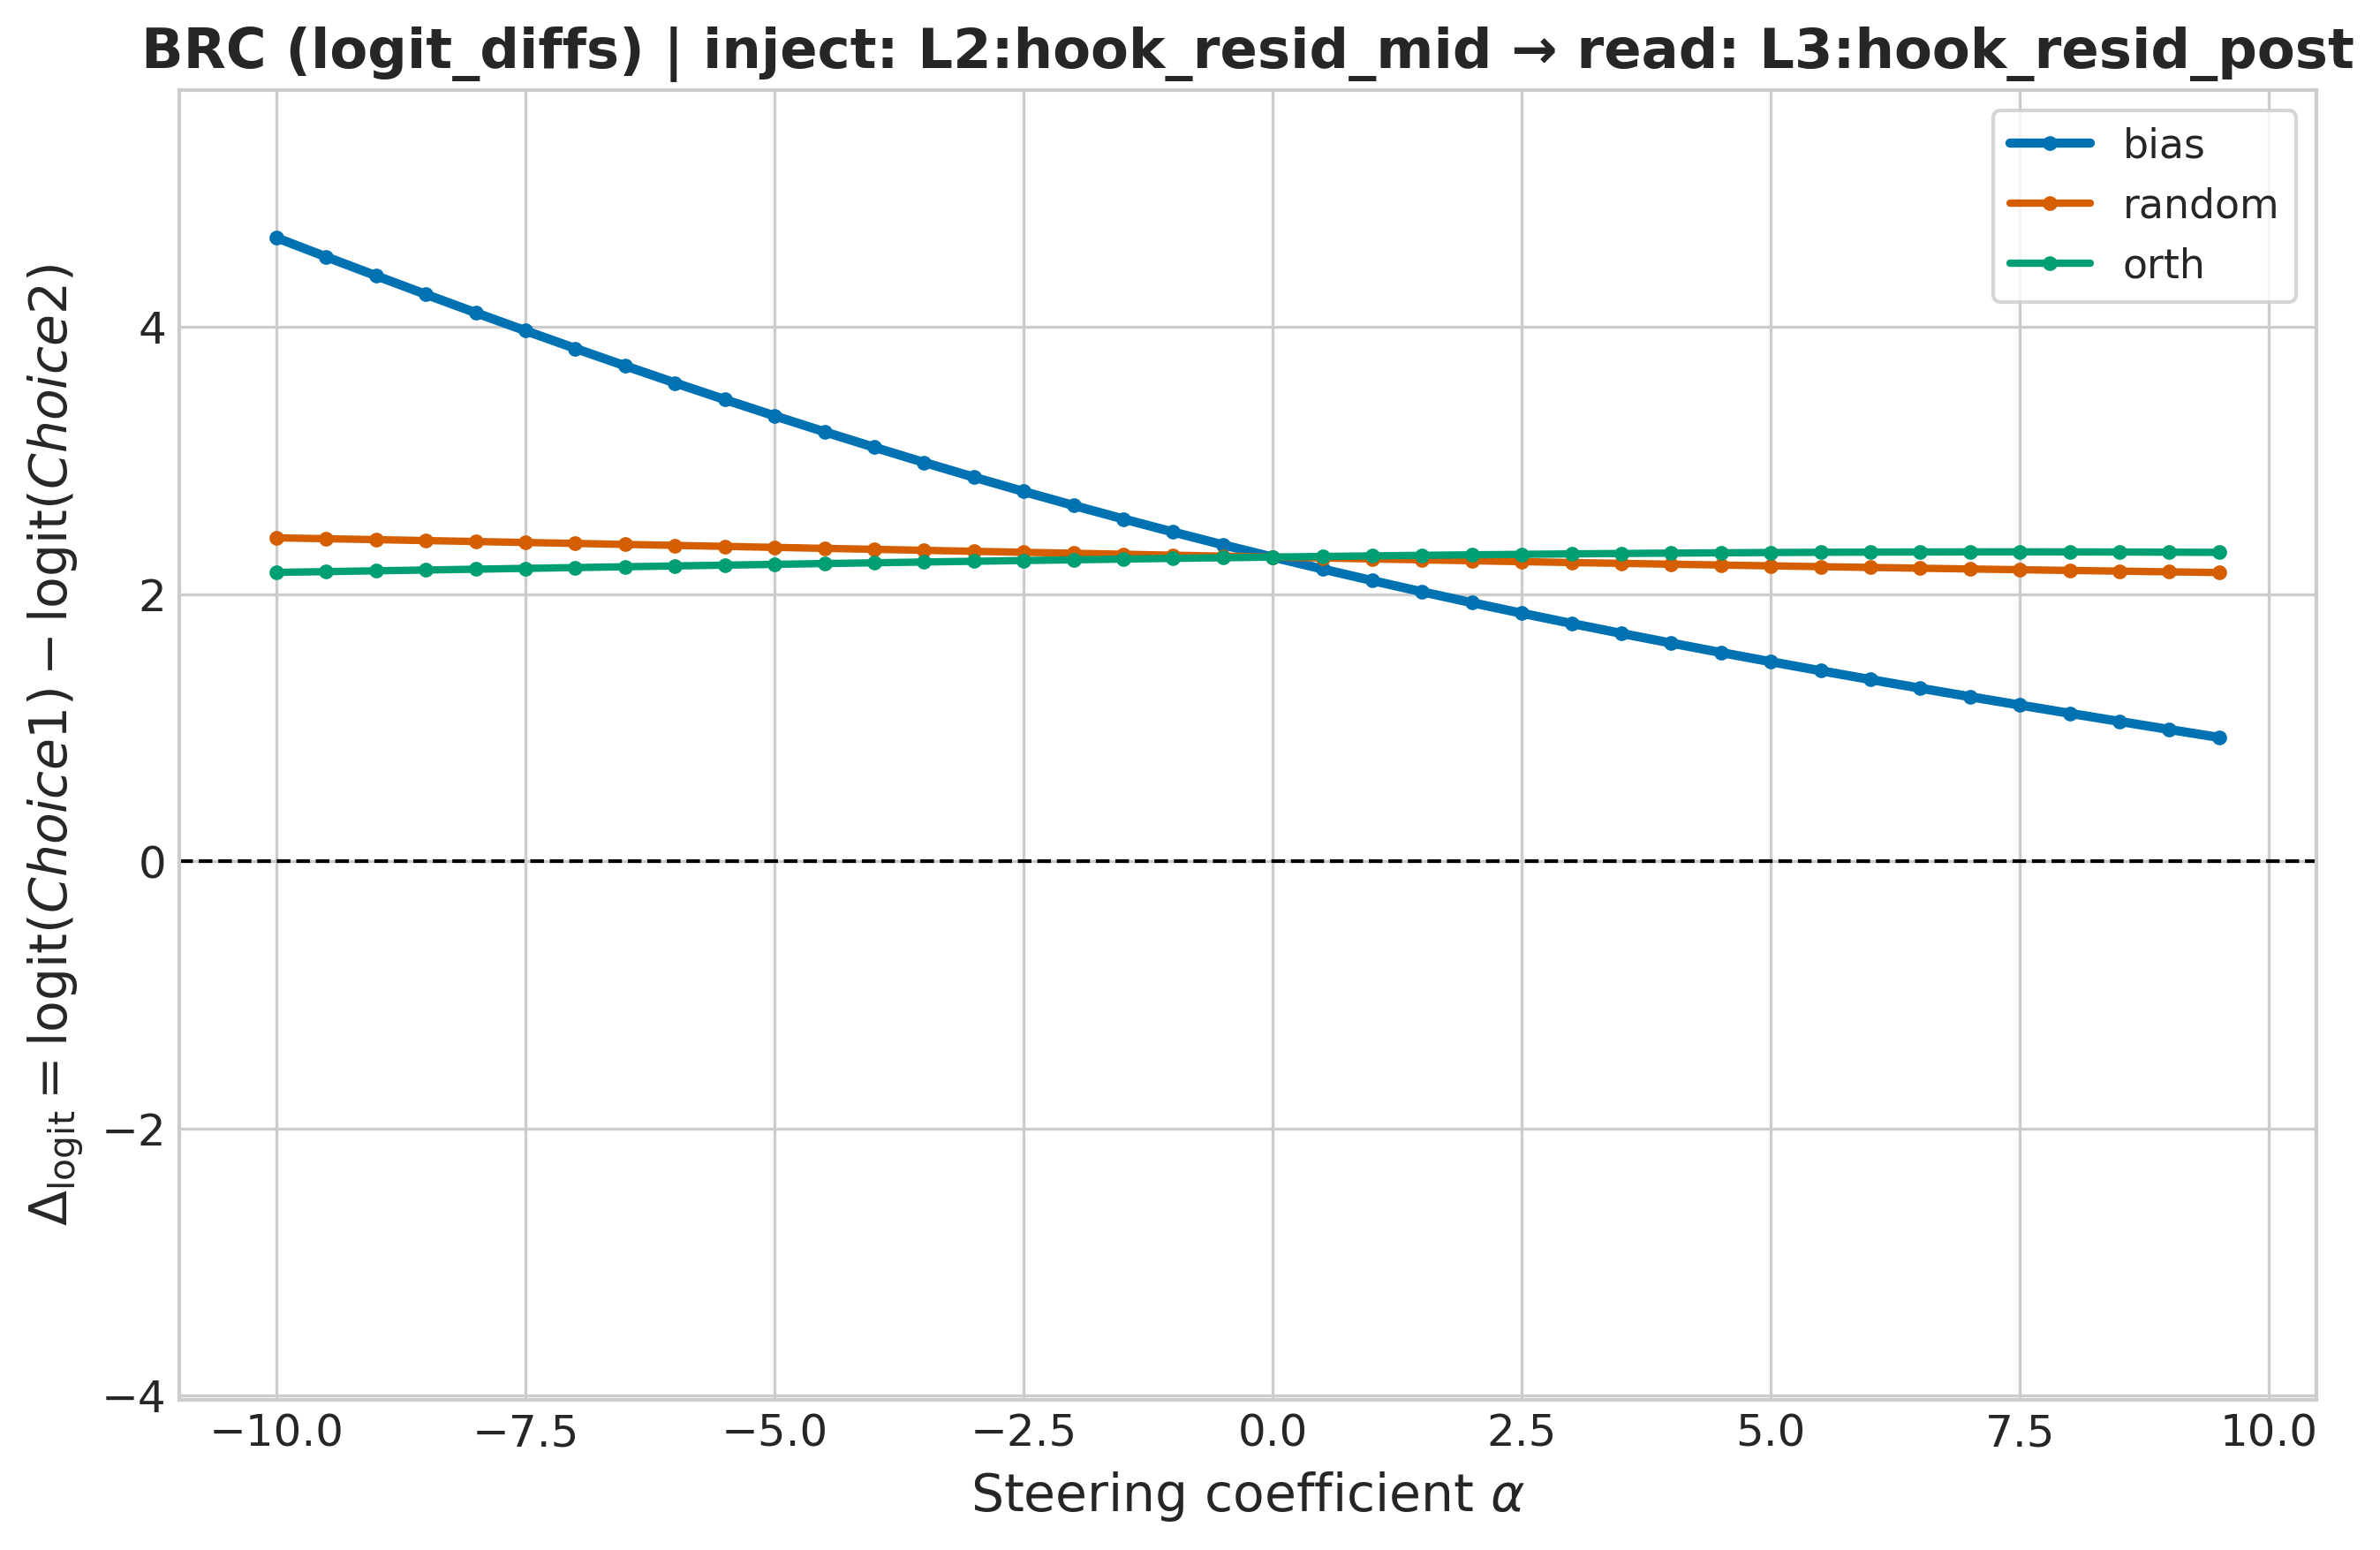 BRC (logit_diffs) | inject: L2:hook_resid_mid → read: L3:hook_resid_post
bias
random
orth
Δlogit = logit(Choice1) − logit(Choice2)
4
2
0
−2
−4
−10.0 −7.5 −5.0 −2.5 0.0 2.5 5.0 7.5 10.0
Steering coefficient α